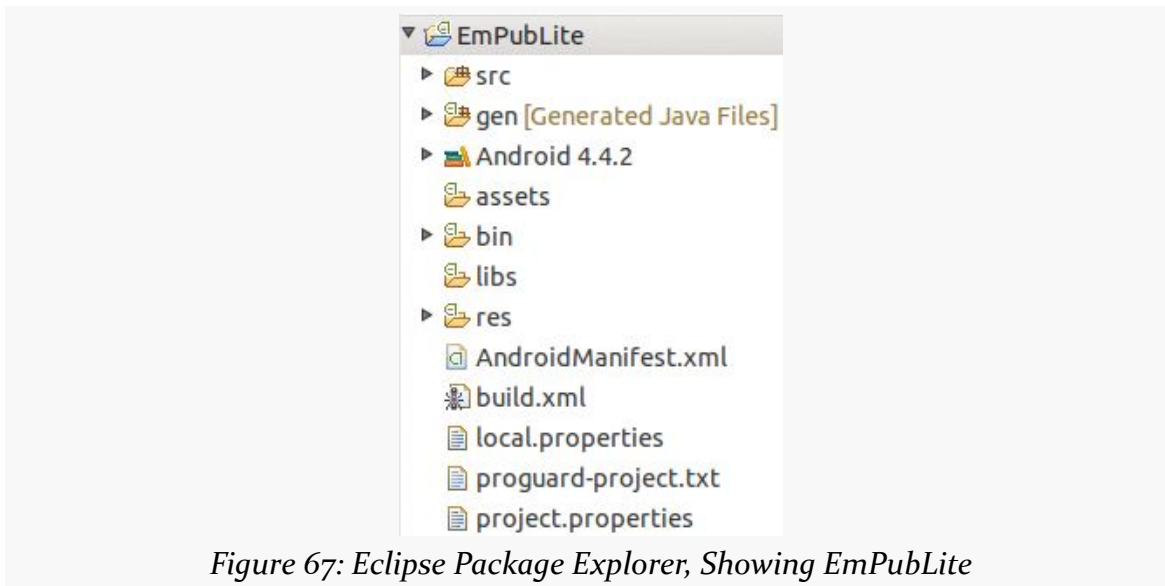 EmPubLite
src
gen [Generated Java Files]
Android 4.4.2
assets
bin
libs
res
AndroidManifest.xml
build.xml
local.properties
proguard-project.txt
project.properties
Figure 67: Eclipse Package Explorer, Showing EmPubLite